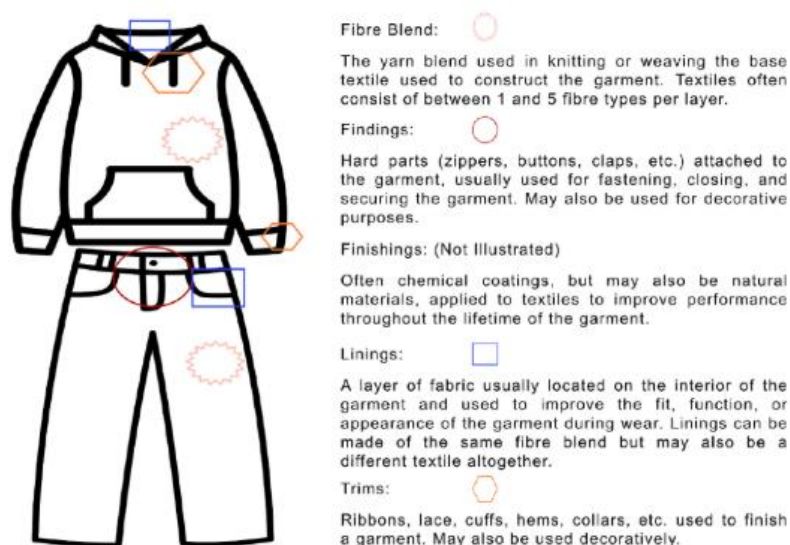 Fibre Blend:
The yarn blend used in knitting or weaving the base
textile used to construct the garment. Textiles often
consist of between 1 and 5 fibre types per layer.
Findings:
Hard parts (zippers, buttons, claps, etc.) attached to
the garment, usually used for fastening, closing, and
securing the garment. May also be used for decorative
purposes.
Finishings: (Not Illustrated)
Often chemical coatings, but may also be natural
materials, applied to textiles to improve performance
throughout the lifetime of the garment.
Linings:
A layer of fabric usually located on the interior of the
garment and used to improve the fit, function, or
appearance of the garment during wear. Linings can be
made of the same fibre blend but may also be a
different textile altogether.
Trims:
Ribbons, lace, cuffs, hems, collars, etc. used to finish
a garment. May also be used decoratively.